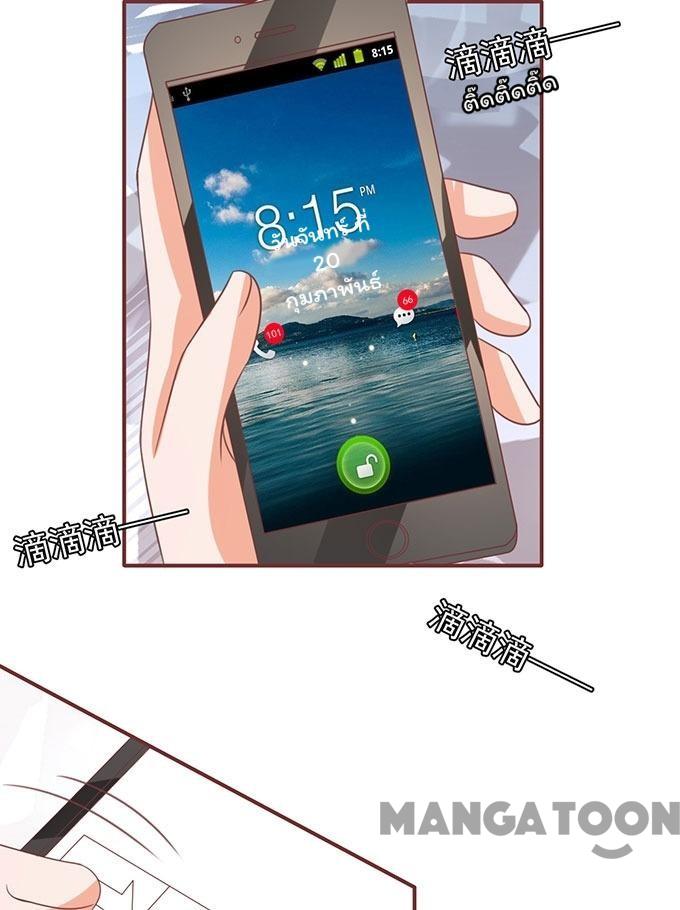 8:15
滴滴滴——
ติ๊ดติ๊ดติ๊ด
8:15 PM
วันจันทร์ ที่
20
กุมภาพันธ์
101
66
滴滴滴——
滴滴滴——
MANGATOON